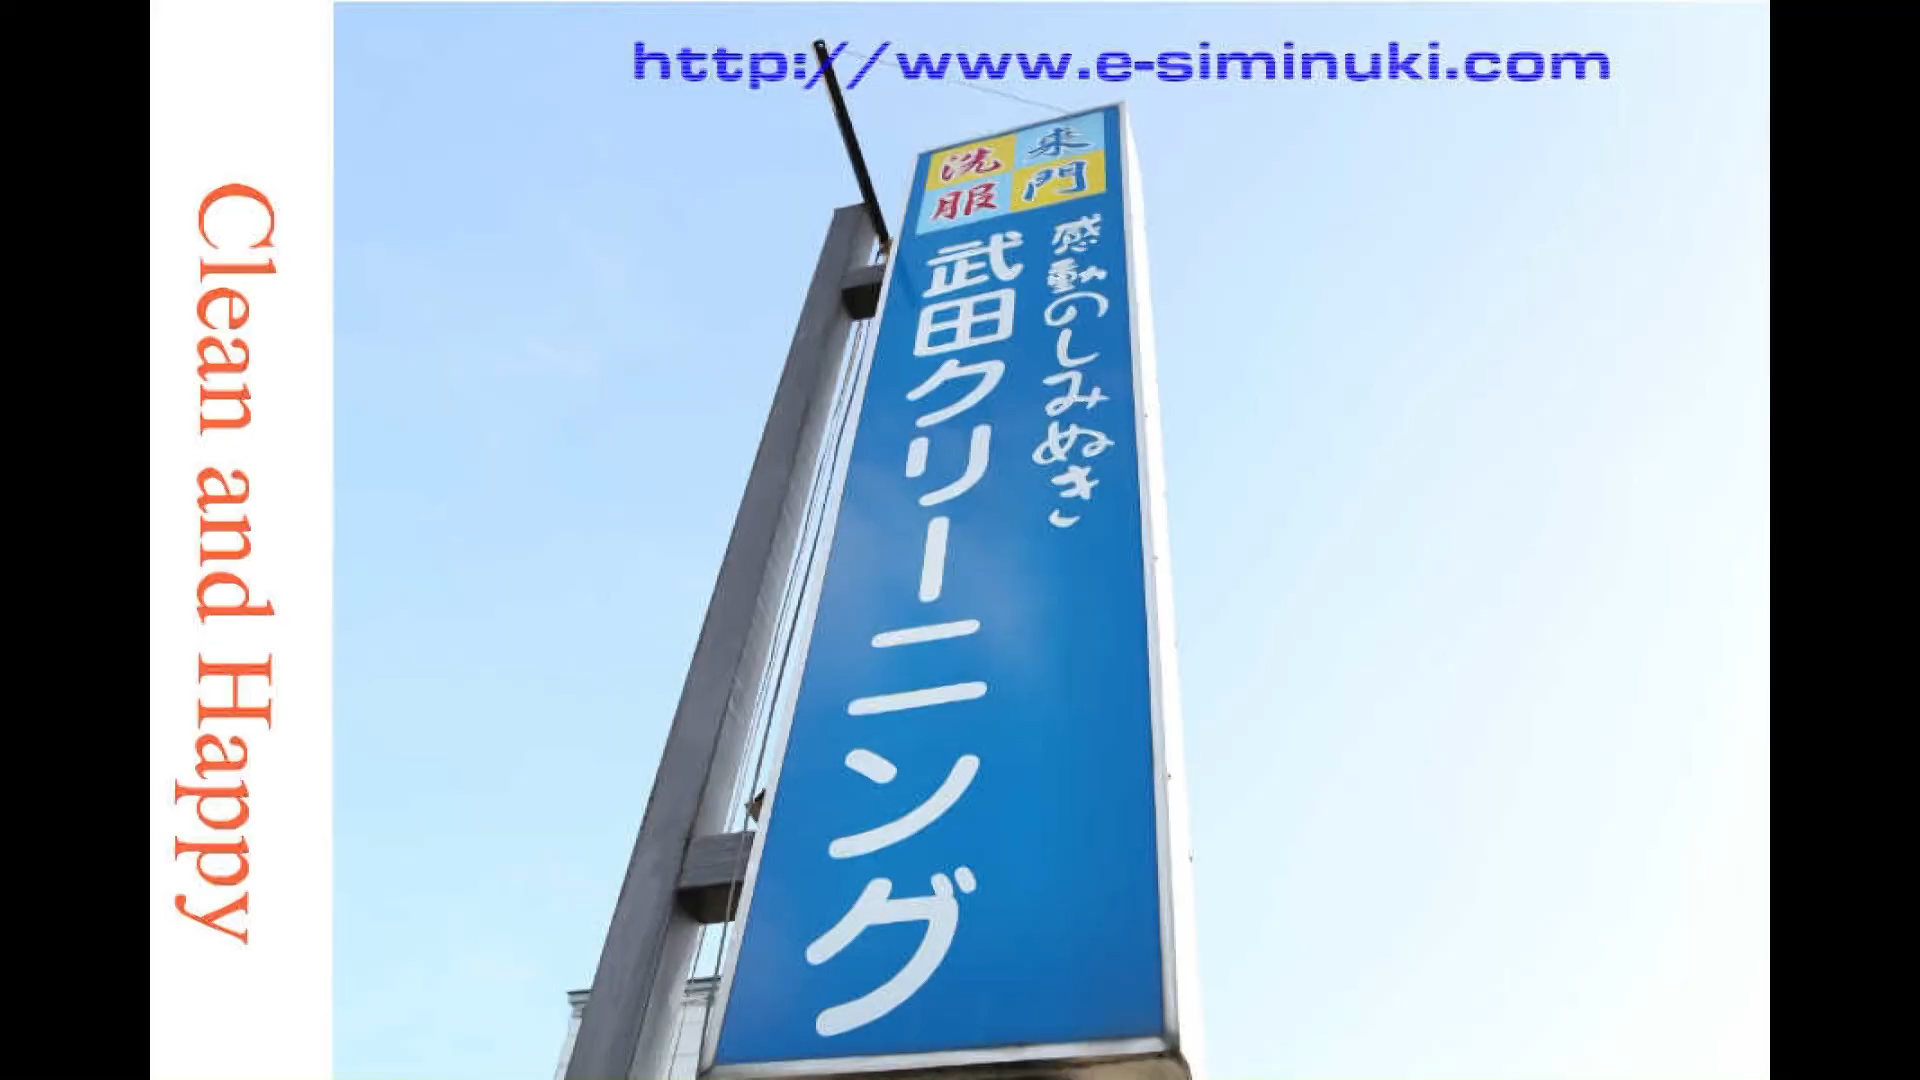 http://www.e-siminuki.com
Clean and Happy
来門
洗服
感動のしみぬき」
武田クリーニング